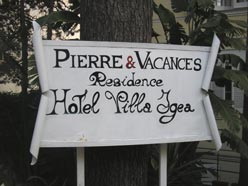 PIERRE & VACANCES
Residence
Hotel Villa Igea